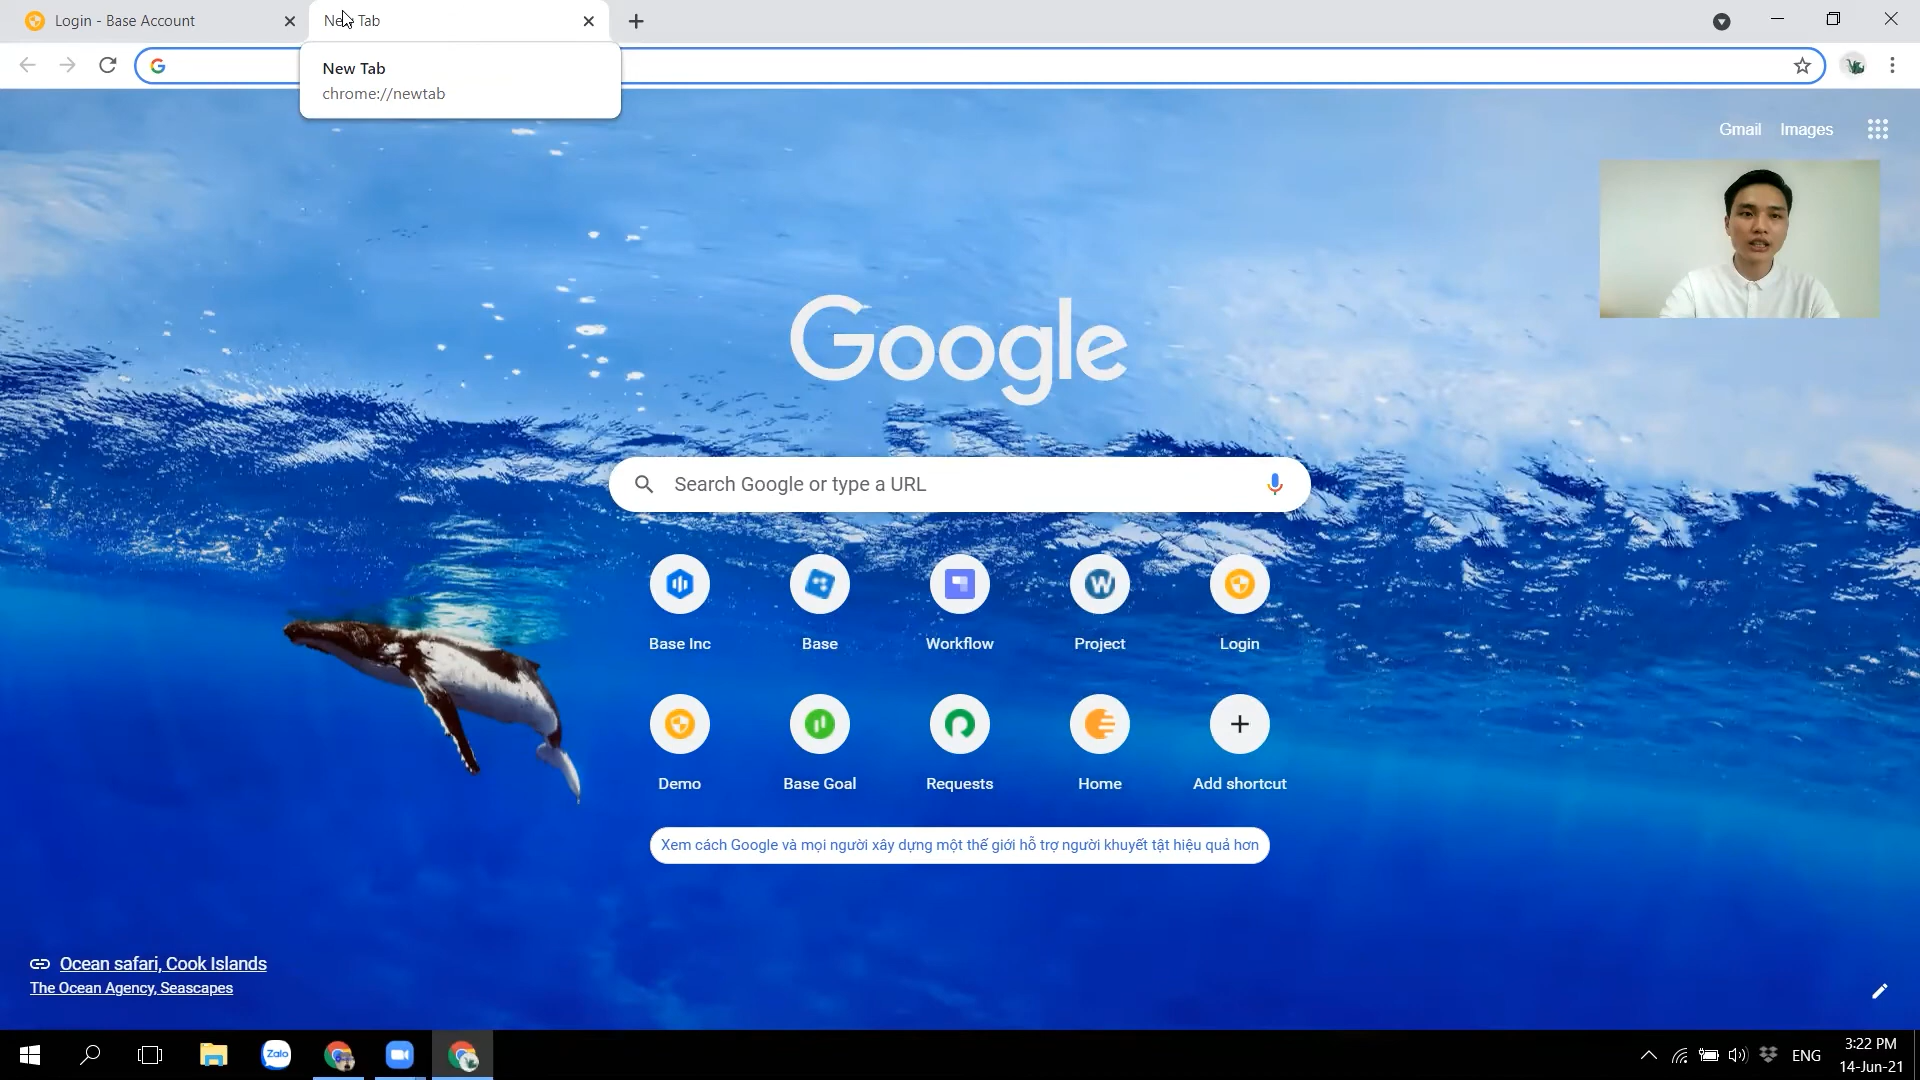 Login - Base Account
New Tab
New Tab
chrome://newtab
Gmail
Images
Google
Search Google or type a URL
Base Inc
Base
Workflow
Project
Login
Demo
Base Goal
Requests
Home
Add shortcut
Xem cách Google và mọi người xây dựng một thế giới hỗ trợ người khuyết tật hiệu quả hơn
Ocean safari, Cook Islands
The Ocean Agency, Seascapes
Zalo
ENG
3:22 PM
14-Jun-21